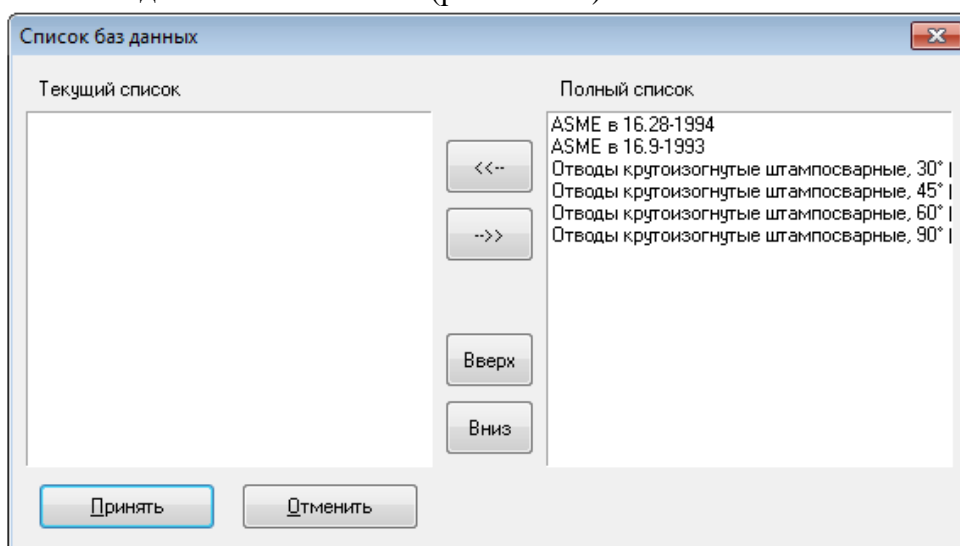 Список баз данных
Текущий список
Полный список
ASME в 16.28-1994
ASME в 16.9-1993
Отводы крутоизогнутые штампосварные, 30°
Отводы крутоизогнутые штампосварные, 45°
Отводы крутоизогнутые штампосварные, 60°
Отводы крутоизогнутые штампосварные, 90°
<<--
-->>
Вверх
Вниз
Принять
Отменить